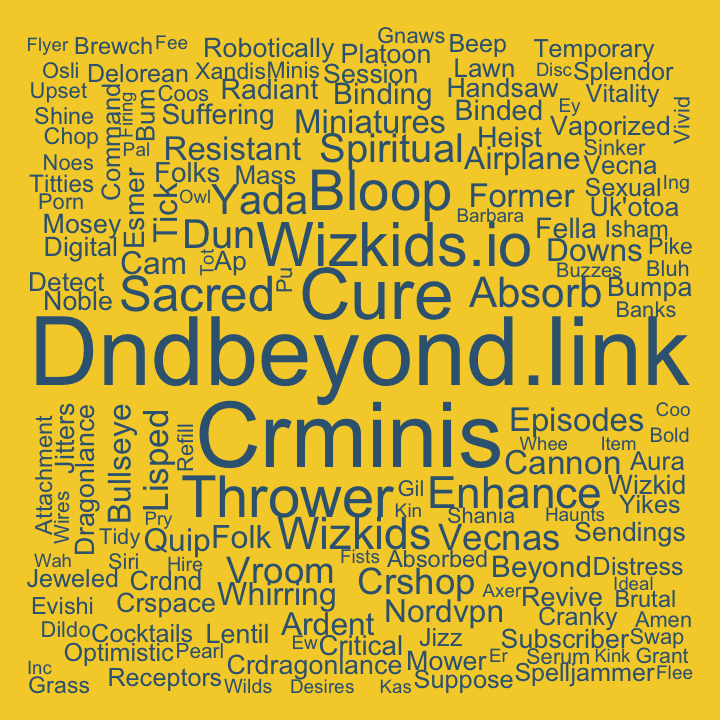 Flyer Brewch Fee Robotically Gnaws Beep Temporary
Osli Delorean Xandis Minis Platoon Lawn Disc Splendor
Upset Coos Radiant Session Binding Handsaw Vitality
Shine Command Firing Bum Suffering Miniatures Binded Ey Vaporized Vivid
Chop Pal Resistant Spiritual Heist Sinker
Noes Folks Mass Airplane Vecna
Titties Esmer Tick Owl Yada Bloop Former Sexual Ing
Porn Barbara Uk'otoa
Mosey Dun Wizkids.io Fella Isham
Digital Cam Tot Ap Downs Pike
Detect Pu Buzzes Bluh
Noble Sacred Cure Absorb Bumpa
Banks
Dndbeyond.link
Attachment Jitters Dragonlance Bullseye Lisped Refill Crminis Episodes Coo
Wires Whee Item Bold
Cannon Aura
Thrower Gil Enhance Wizkid
Pry Kin Shania Haunts Yikes
Tidy Quip Folk Wizkids Vecnas Sendings
Wah Siri Hire Vroom Fists Absorbed Beyond Distress
Jeweled Crdnd Whirring Crshop Axer Revive Ideal
Evishi Crspace Nordvpn Brutal
Dildo Cocktails Lentil Ardent Jizz Cranky Amen
Optimistic Pearl Ew Critical Subscriber Swap
Inc Crdragonlance Mower Er Serum Kink Grant
Grass Receptors Wilds Desires Kas Suppose Spelljammer Flee